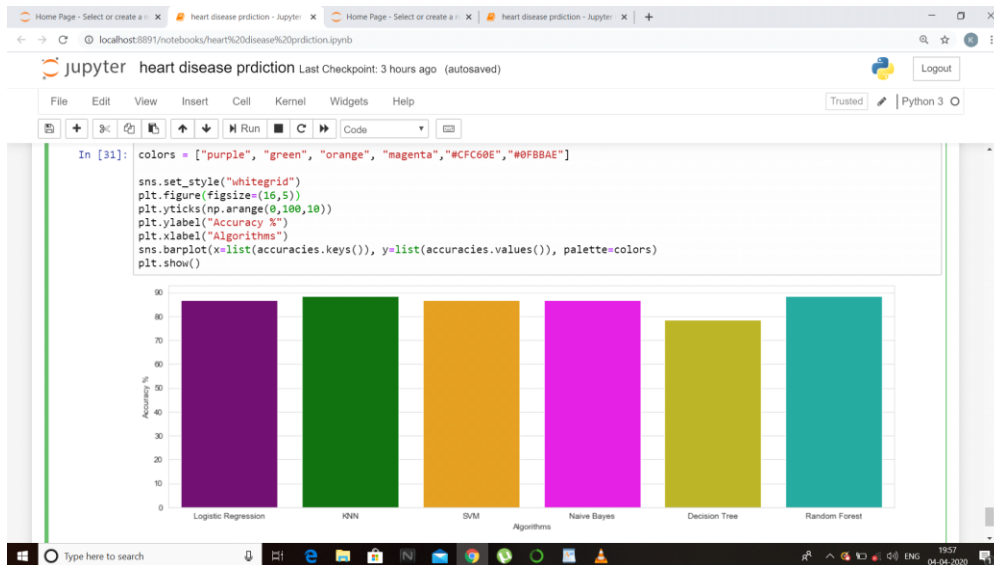 Home Page - Select or create a n
heart disease prdiction - Jupyter
Home Page - Select or create a n
heart disease prdiction - Jupyter
localhost:8891/notebooks/heart%20disease%20prdiction.ipynb
K
jupyter heart disease prdiction Last Checkpoint: 3 hours ago (autosaved)
Logout
File Edit View Insert Cell Kernel Widgets Help
Trusted Python 3
Run Code
In [31]: colors = ["purple", "green", "orange", "magenta","#CFC60E","#0FBBAE"]
sns.set_style("whitegrid")
plt.figure(figsize=(16,5))
plt.yticks(np.arange(0,100,10))
plt.ylabel("Accuracy %")
plt.xlabel("Algorithms")
sns.barplot(x=list(accuracies.keys()), y=list(accuracies.values()), palette=colors)
plt.show()
90
80
70
60
50
40
30
20
10
0
Accuracy %
Logistic Regression KNN SVM Naive Bayes Decision Tree Random Forest
Algorithms
Type here to search
ENG
19:57
04-04-2020